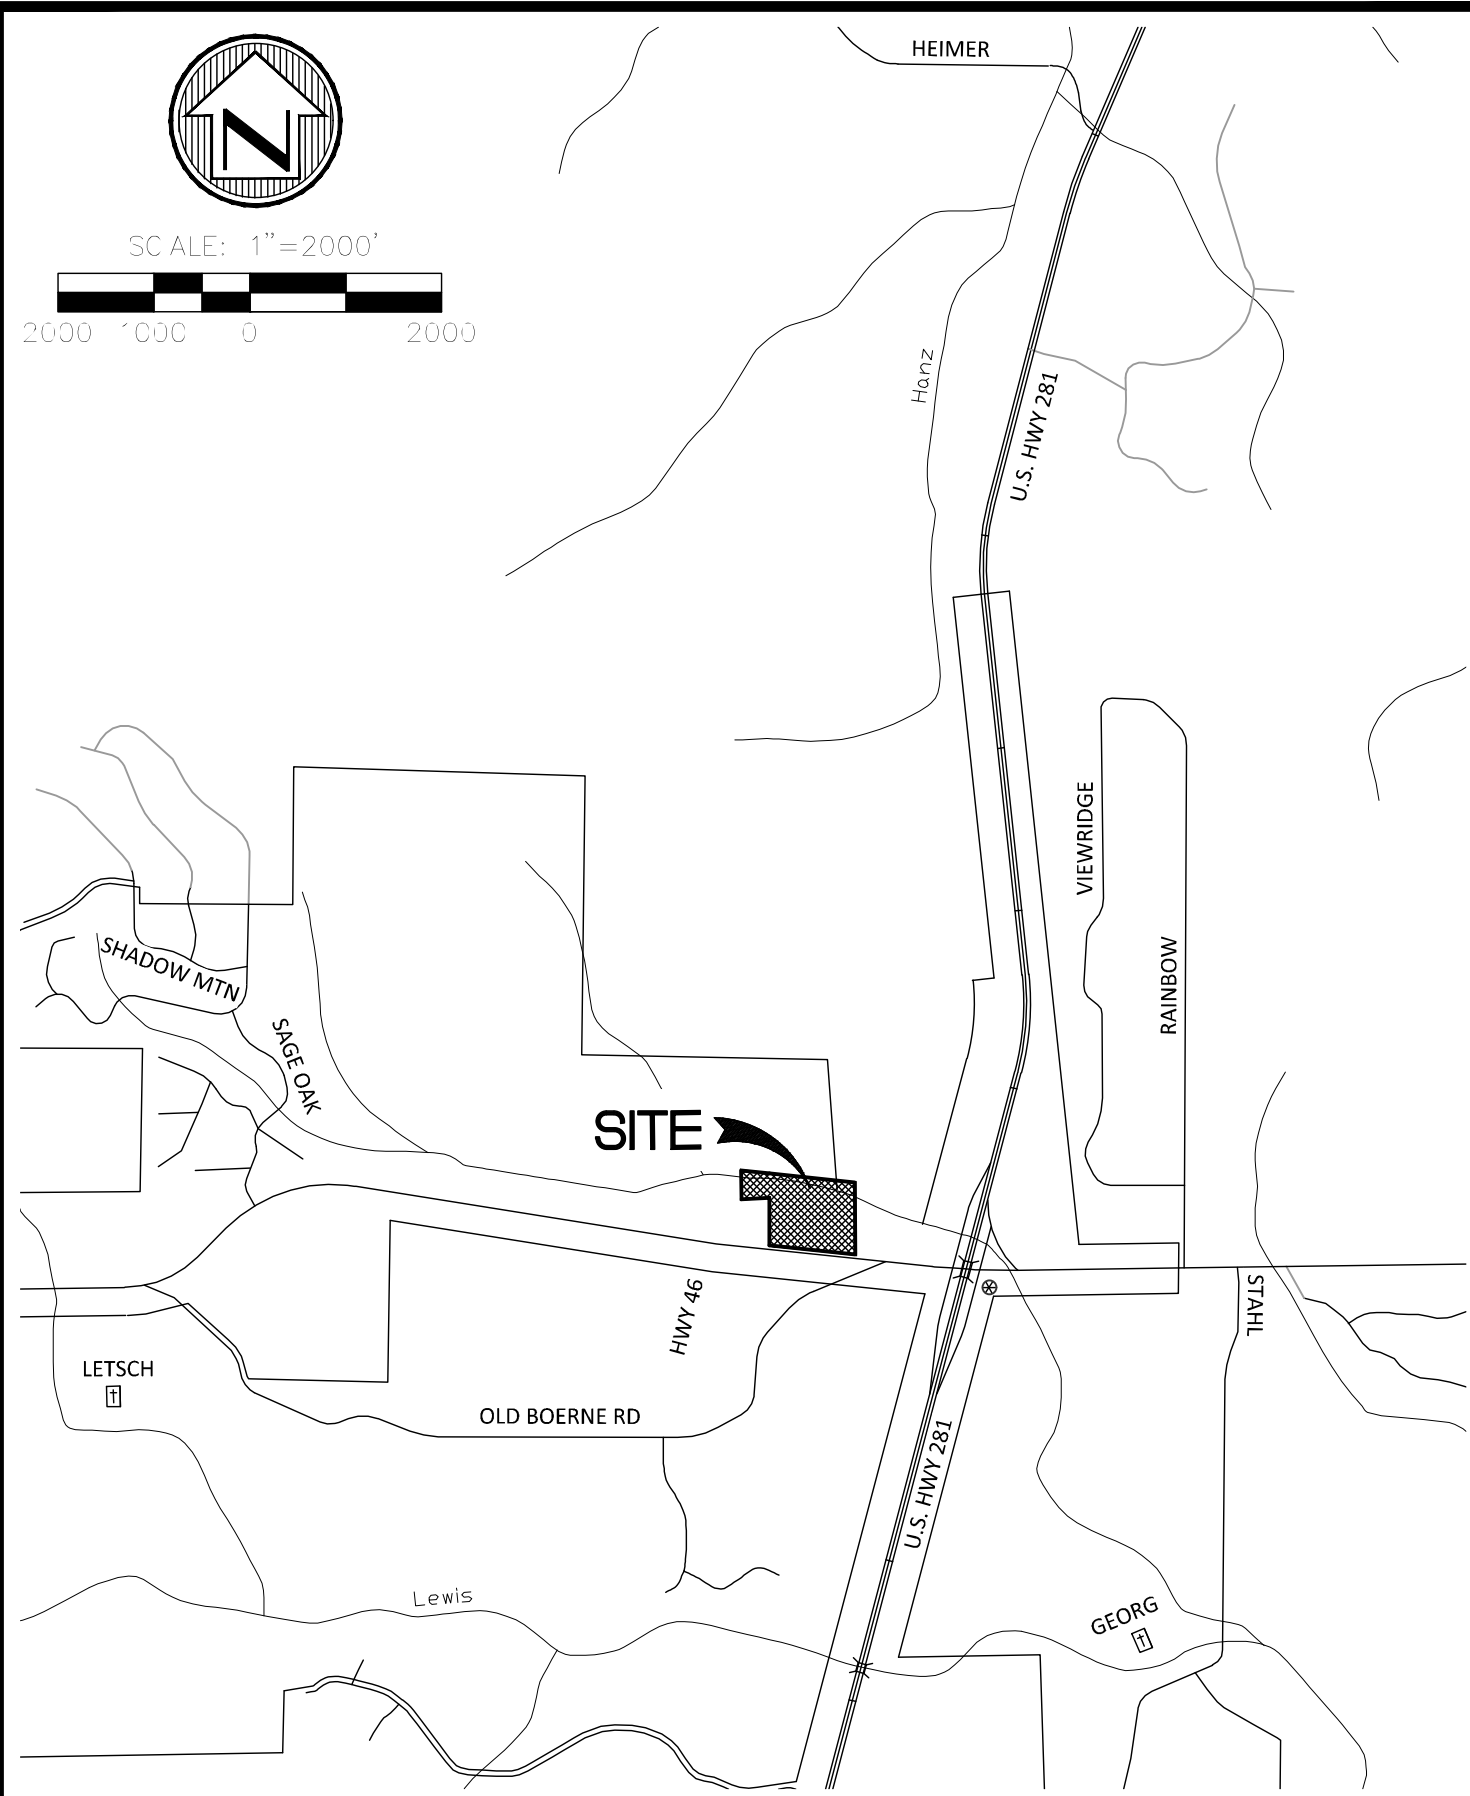 HEIMER
N
SCALE: 1"=2000'
2000 1000 0 2000
Hanz
U.S. HWY 281
VIEWRIDGE
RAINBOW
SHADOW MTN
SAGE OAK
SITE
HWY 46
STAHL
LETSCH
OLD BOERNE RD
U.S. HWY 281
Lewis
GEORG